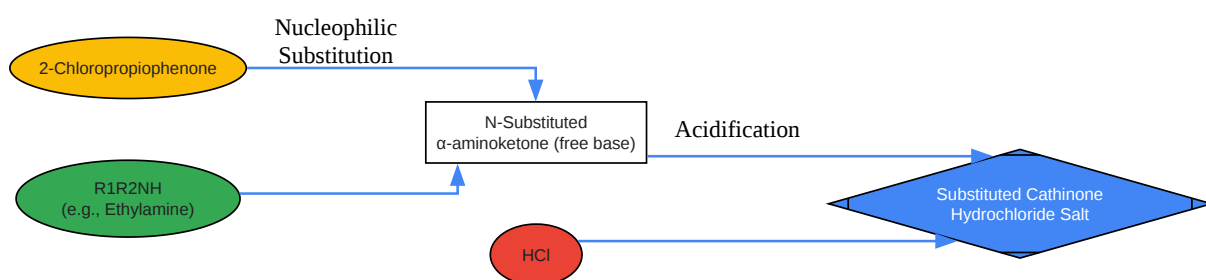 Nucleophilic
Substitution
2-Chloropropiophenone
N-Substituted
α-aminoketone (free base)
Acidification
R1R2NH
(e.g., Ethylamine)
Substituted Cathinone
Hydrochloride Salt
HCl